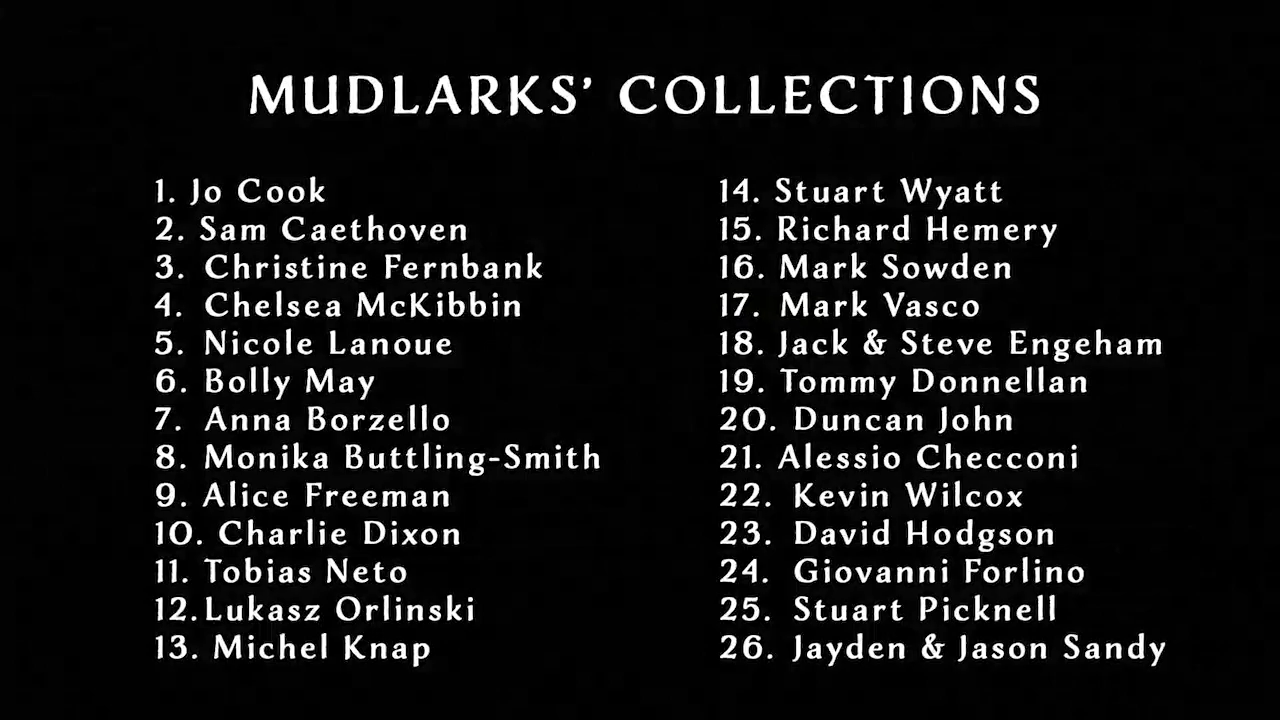 MUDLARKS’ COLLECTIONS
1. Jo Cook
2. Sam Caethoven
3. Christine Fernbank
4. Chelsea McKibbin
5. Nicole Lanoue
6. Bolly May
7. Anna Borzello
8. Monika Buttling-Smith
9. Alice Freeman
10. Charlie Dixon
11. Tobias Neto
12.Lukasz Orlinski
13. Michel Knap
14. Stuart Wyatt
15. Richard Hemery
16. Mark Sowden
17. Mark Vasco
18. Jack & Steve Engeham
19. Tommy Donnellan
20. Duncan John
21. Alessio Checconi
22. Kevin Wilcox
23. David Hodgson
24. Giovanni Forlino
25. Stuart Picknell
26. Jayden & Jason Sandy